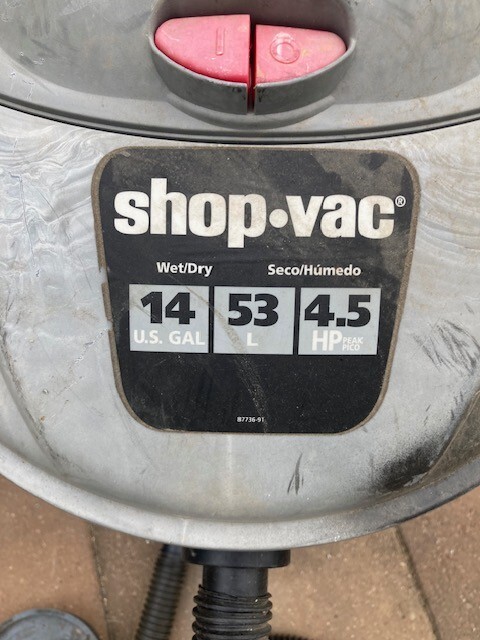 shop•vac®
Wet/Dry Seco/Húmedo
14 53 4.5
U.S. GAL L HP PEAK
PICO
B7736-91